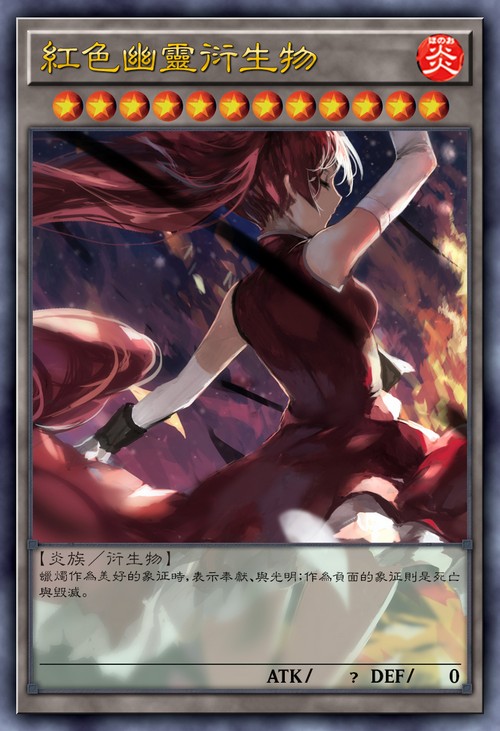 紅色幽靈衍生物
ほのお
炎
【炎族／衍生物】
蠟燭作為美好的象征時,表示奉獻、與光明;作為負面的象征則是死亡
與毀滅。
ATK/ ? DEF/ 0